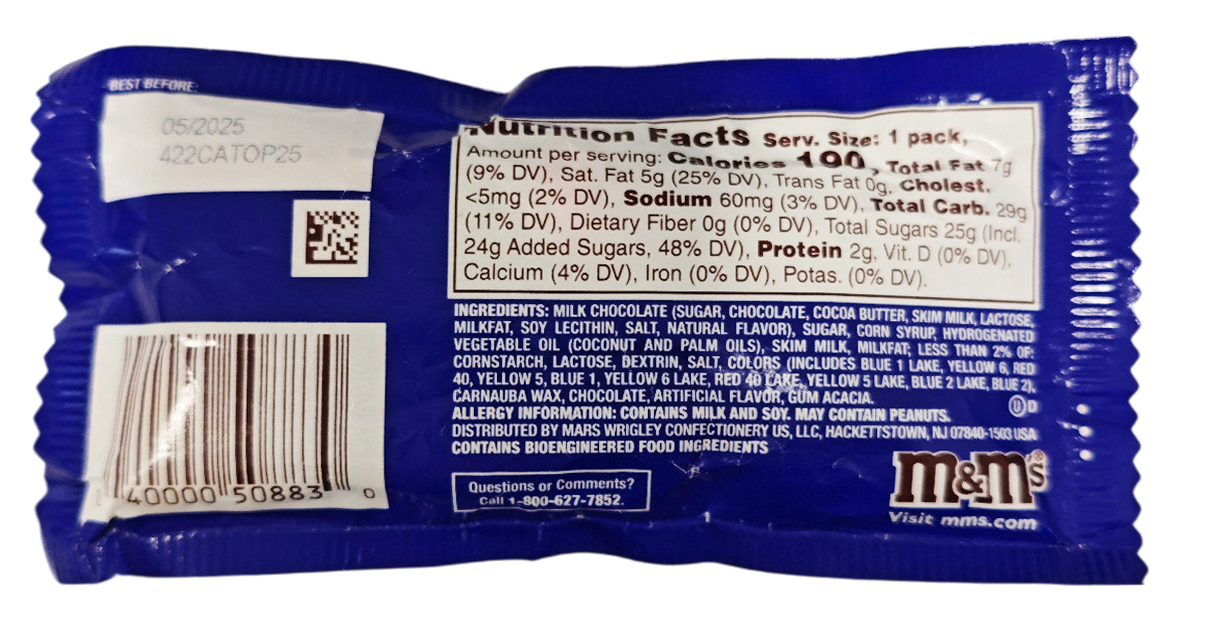 BEST BEFORE:
05/2025
422CATOP25
Nutrition Facts Serv. Size: 1 pack,
Amount per serving: Calories 190, Total Fat 7g
(9% DV), Sat. Fat 5g (25% DV), Trans Fat 0g, Cholest.
<5mg (2% DV), Sodium 60mg (3% DV), Total Carb. 29g
(11% DV), Dietary Fiber 0g (0% DV), Total Sugars 25g (Incl.
24g Added Sugars, 48% DV), Protein 2g, Vit. D (0% DV),
Calcium (4% DV), Iron (0% DV), Potas. (0% DV).
INGREDIENTS: MILK CHOCOLATE (SUGAR, CHOCOLATE, COCOA BUTTER, SKIM MILK, LACTOSE,
MILKFAT, SOY LECITHIN, SALT, NATURAL FLAVOR), SUGAR, CORN SYRUP, HYDROGENATED
VEGETABLE OIL (COCONUT AND PALM OILS), SKIM MILK, MILKFAT; LESS THAN 2% OF:
CORNSTARCH, LACTOSE, DEXTRIN, SALT, COLORS (INCLUDES BLUE 1 LAKE, YELLOW 6, RED
40, YELLOW 5, BLUE 1, YELLOW 6 LAKE, RED 40 LAKE, YELLOW 5 LAKE, BLUE 2 LAKE, BLUE 2),
CARNAUBA WAX, CHOCOLATE, ARTIFICIAL FLAVOR, GUM ACACIA.
U D
ALLERGY INFORMATION: CONTAINS MILK AND SOY. MAY CONTAIN PEANUTS.
DISTRIBUTED BY MARS WRIGLEY CONFECTIONERY US, LLC, HACKETTSTOWN, NJ 07840-1503 USA
CONTAINS BIOENGINEERED FOOD INGREDIENTS
0 40000 50883 0
Questions or Comments?
Call 1-800-627-7852.
m&m's®
Visit mms.com